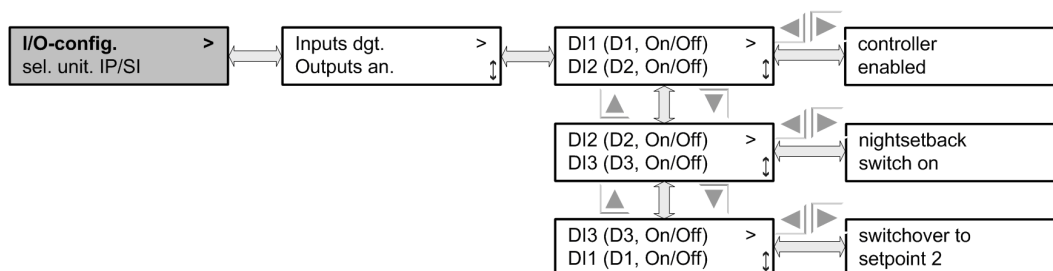 I/O-config. >
sel. unit. IP/SI
Inputs dgt. >
Outputs an.
DI1 (D1, On/Off) >
DI2 (D2, On/Off)
controller
enabled
DI2 (D2, On/Off) >
DI3 (D3, On/Off)
nightsetback
switch on
DI3 (D3, On/Off) >
DI1 (D1, On/Off)
switchover to
setpoint 2